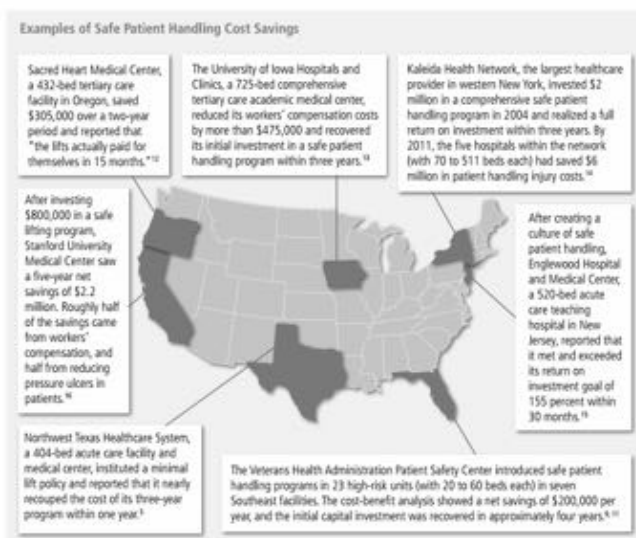 Examples of Safe Patient Handling Cost Savings
Sacred Heart Medical Center,
a 432-bed tertiary care
facility in Oregon, saved
$305,000 over a two-year
period and reported that
"the lifts actually paid for
themselves in 15 months."12
The University of Iowa Hospitals and
Clinics, a 725-bed comprehensive
tertiary care academic medical center,
reduced its workers' compensation costs
by more than $475,000 and recovered
its initial investment in a safe patient
handling program within three years.13
Kaleida Health Network, the largest healthcare
provider in western New York, invested $2
million in a comprehensive safe patient
handling program in 2004 and realized a full
return on investment within three years. By
2011, the five hospitals within the network
(with 70 to 511 beds each) had saved $6
million in patient handling injury costs.14
After investing
$800,000 in a safe
lifting program,
Stanford University
Medical Center saw
a five-year net
savings of $2.2
million. Roughly half
of the savings came
from workers'
compensation, and
half from reducing
pressure ulcers in
patients.16
After creating a
culture of safe
patient handling,
Englewood Hospital
and Medical Center,
a 520-bed acute
care teaching
hospital in New
Jersey, reported that
it met and exceeded
its return on
investment goal of
155 percent within
30 months.15
Northwest Texas Healthcare System,
a 404-bed acute care facility and
medical center, instituted a minimal
lift policy and reported that it nearly
recouped the cost of its three-year
program within one year.5
The Veterans Health Administration Patient Safety Center introduced safe patient
handling programs in 23 high-risk units (with 20 to 60 beds each) in seven
Southeast facilities. The cost-benefit analysis showed a net savings of $200,000 per
year, and the initial capital investment was recovered in approximately four years.